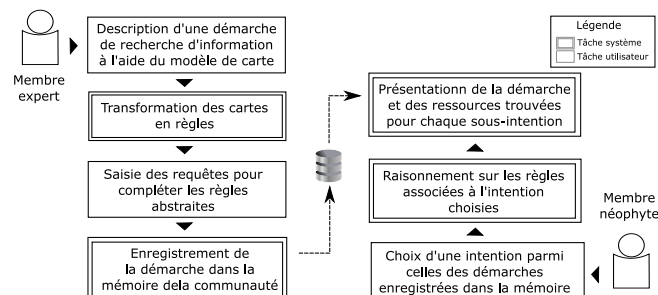 Membre
expert
Description d'une démarche
de recherche d'information
à l'aide du modèle de carte
Transformation des cartes
en règles
Saisie des requêtes pour
compléter les règles
abstraites
Enregistrement de
la démarche dans la
mémoire dela communauté
Légende
Tâche système
Tâche utilisateur
Présentationn de la démarche
et des ressources trouvées
pour chaque sous-intention
Raisonnement sur les règles
associées à l'intention
choisies
Membre
néophyte
Choix d'une intention parmi
celles des démarches
enregistrées dans la mémoire